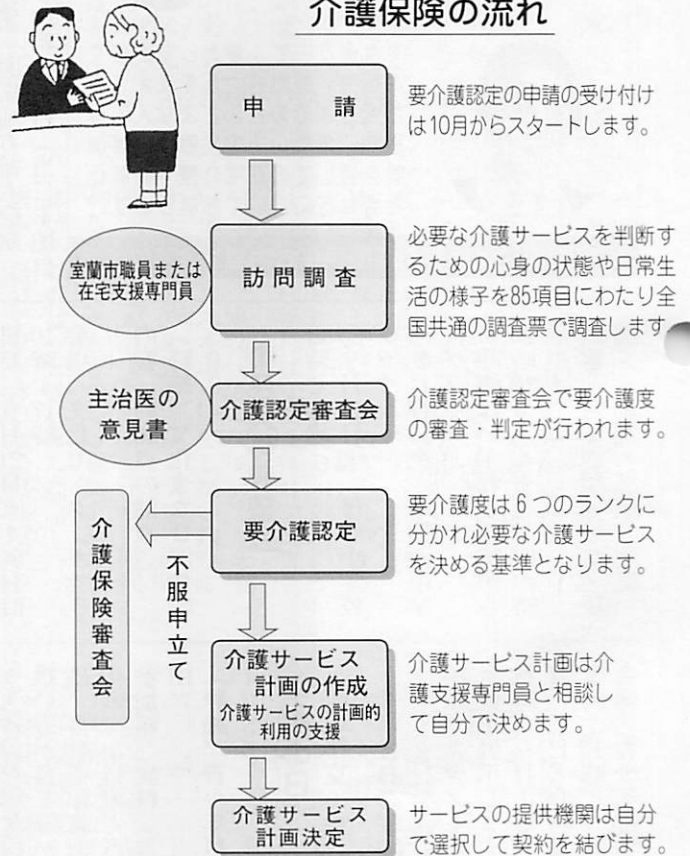 介護保険の流れ
申請
要介護認定の申請の受け付け
は10月からスタートします。
室蘭市職員または
在宅支援専門員
訪問調査
必要な介護サービスを判断す
るための心身の状態や日常生
活の様子を85項目にわたり全
国共通の調査票で調査します
主治医の
意見書
介護認定審査会
介護認定審査会で要介護度
の審査・判定が行われます。
要介護認定
要介護度は6つのランクに
分かれ必要な介護サービス
を決める基準となります。
不服申立て
介護保険審査会
介護サービス
計画の作成
介護サービスの計画的
利用の支援
介護サービス計画は介
護支援専門員と相談し
て自分で決めます。
介護サービス
計画決定
サービスの提供機関は自分
で選択して契約を結びます。